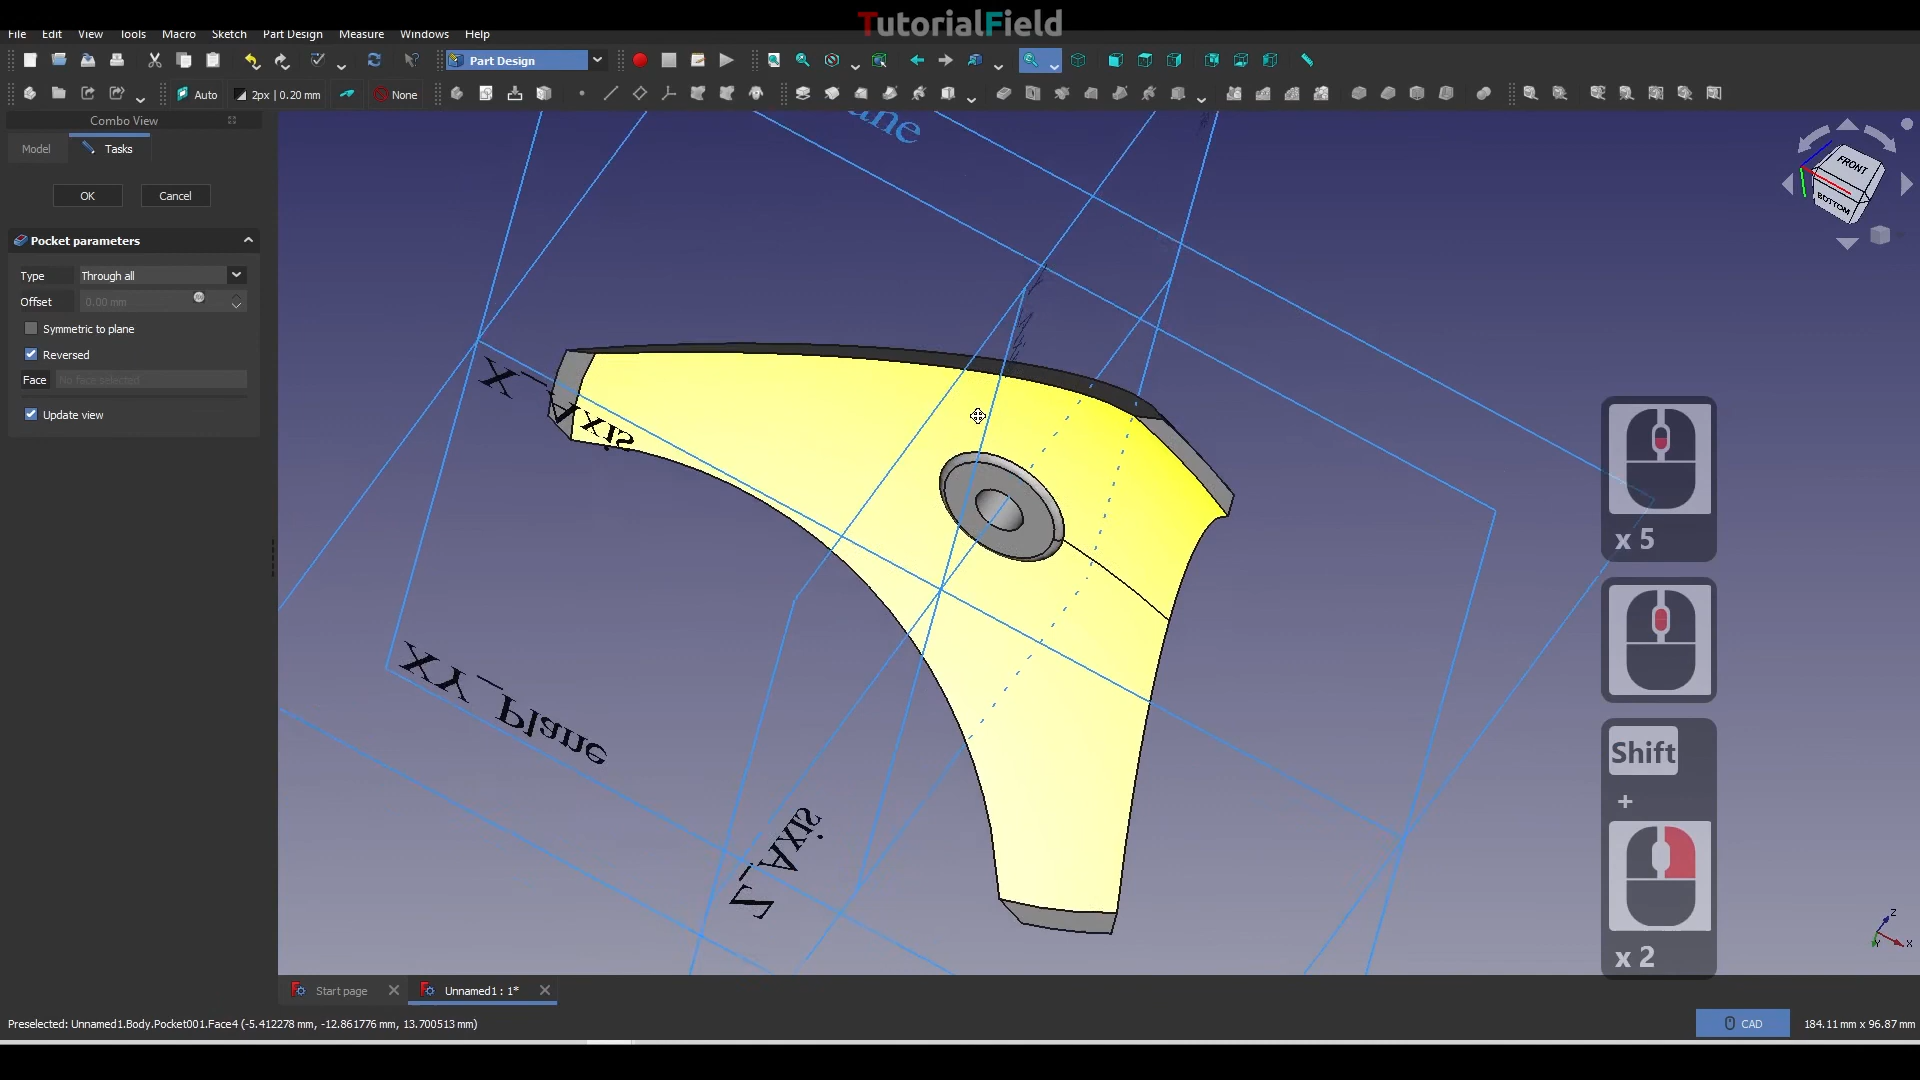 TutorialField
File Edit View Tools Macro Sketch Part Design Measure Windows Help
Part Design
Auto 2px | 0.20 mm None
Combo View
Model Tasks
OK Cancel
Pocket parameters
Type Through all
Offset 0.00 mm
Symmetric to plane
Reversed
Face No face selected
Update view
X_Axis
XY_Plane
Z_Axis
FRONT
BOTTOM
x 5
Shift
+
x 2
Z
Y
X
Start page Unnamed1 : 1*
Preselected: Unnamed1.Body.Pocket001.Face4 (-5.412278 mm, -12.861776 mm, 13.700513 mm)
CAD 184.11 mm x 96.87 mm